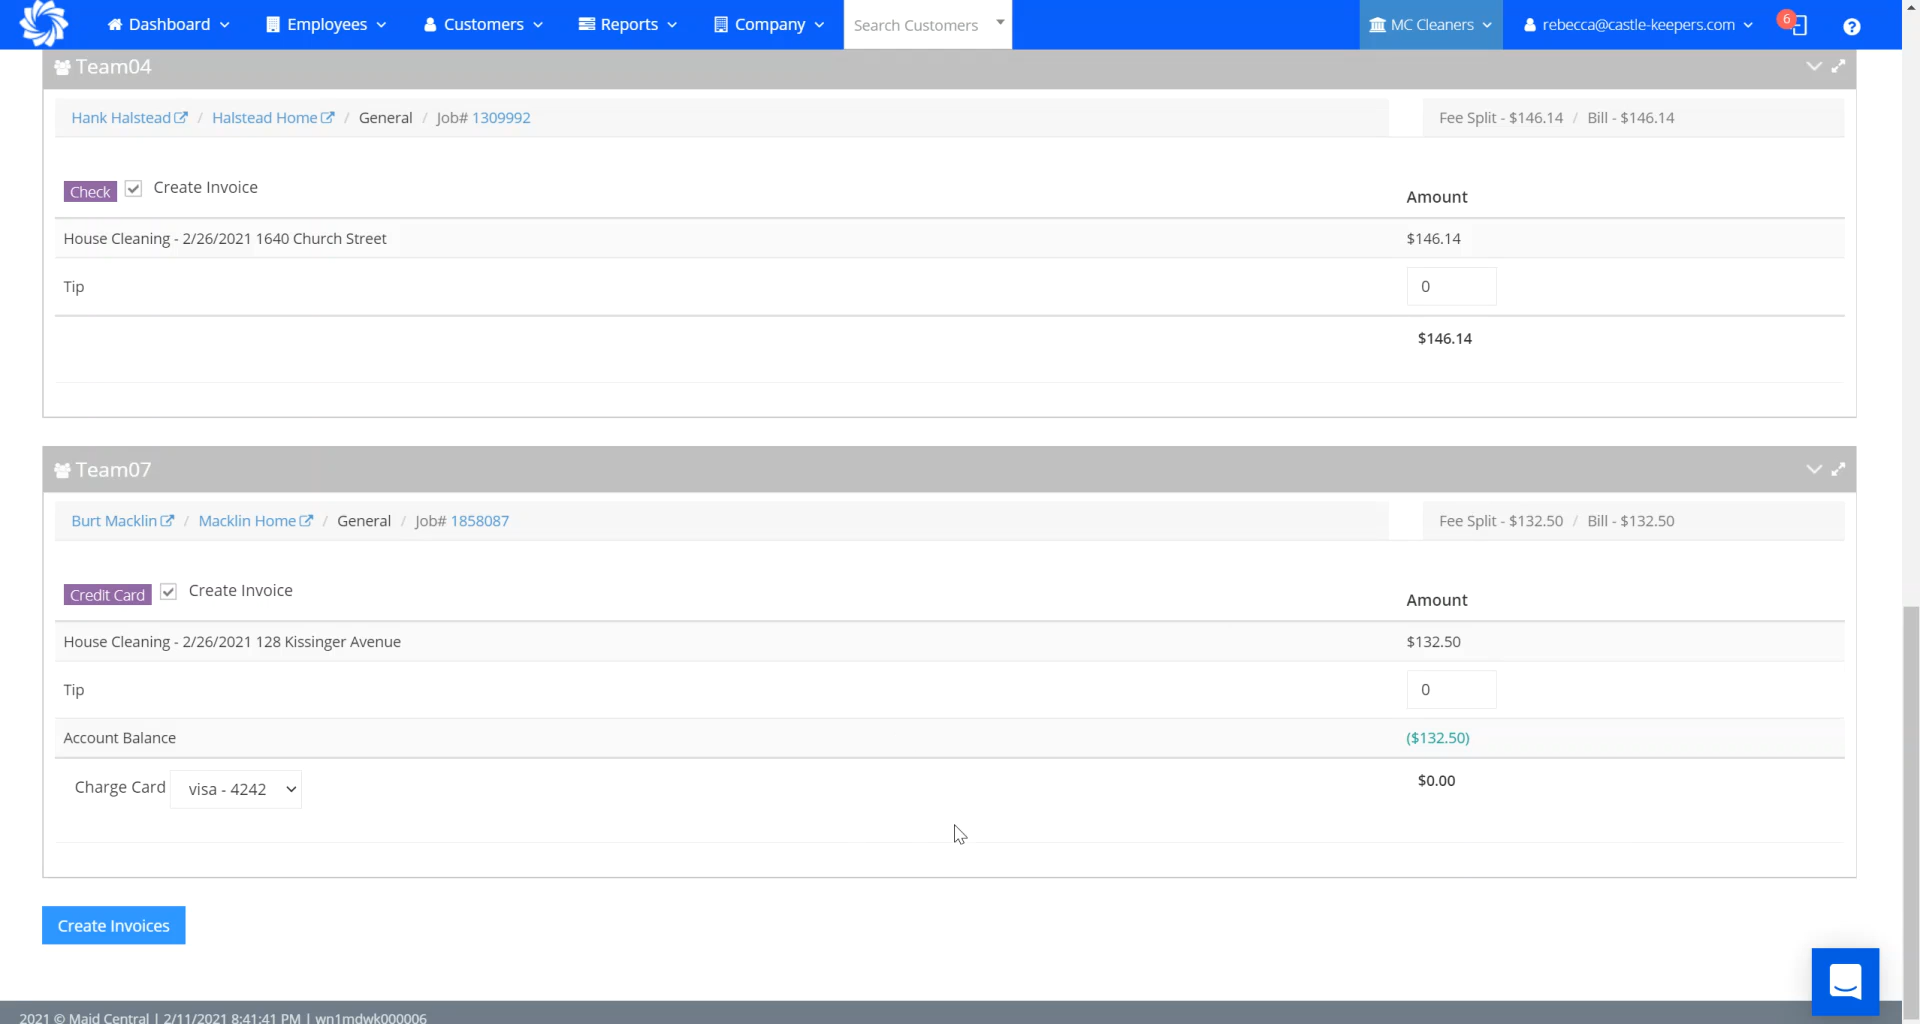 Dashboard Employees Customers Reports Company Search Customers MC Cleaners rebecca@castle-keepers.com 6 ?
Team04
Hank Halstead / Halstead Home / General / Job# 1309992 Fee Split - $146.14 / Bill - $146.14
Check Create Invoice
Amount
House Cleaning - 2/26/2021 1640 Church Street $146.14
Tip 0
$146.14
Team07
Burt Macklin / Macklin Home / General / Job# 1858087 Fee Split - $132.50 / Bill - $132.50
Credit Card Create Invoice
Amount
House Cleaning - 2/26/2021 128 Kissinger Avenue $132.50
Tip 0
Account Balance ($132.50)
Charge Card visa - 4242 $0.00
Create Invoices
2021 © Maid Central | 2/11/2021 8:41:41 PM | wn1mdwk000006